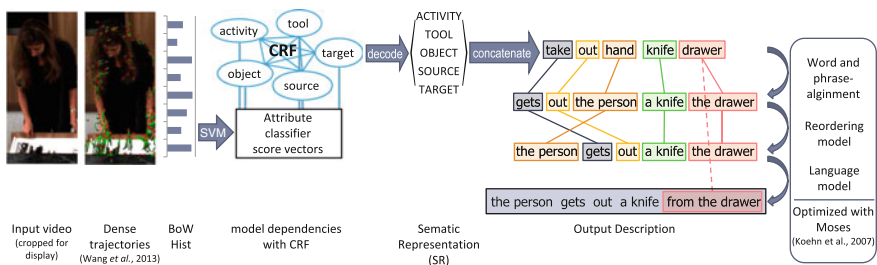 activity
tool
target
CRF
object
source
Attribute
classifier
score vectors
SVM
decode
ACTIVITY
TOOL
OBJECT
SOURCE
TARGET
concatenate
take out hand knife drawer
gets out the person a knife the drawer
the person gets out a knife the drawer
the person gets out a knife from the drawer
Word and
phrase-
alginment
Reordering
model
Language
model
Optimized with
Moses
(Koehn et al., 2007)
Input video
(cropped for
display)
Dense
trajectories
(Wang et al., 2013)
BoW
Hist
model dependencies
with CRF
Sematic
Representation
(SR)
Output Description